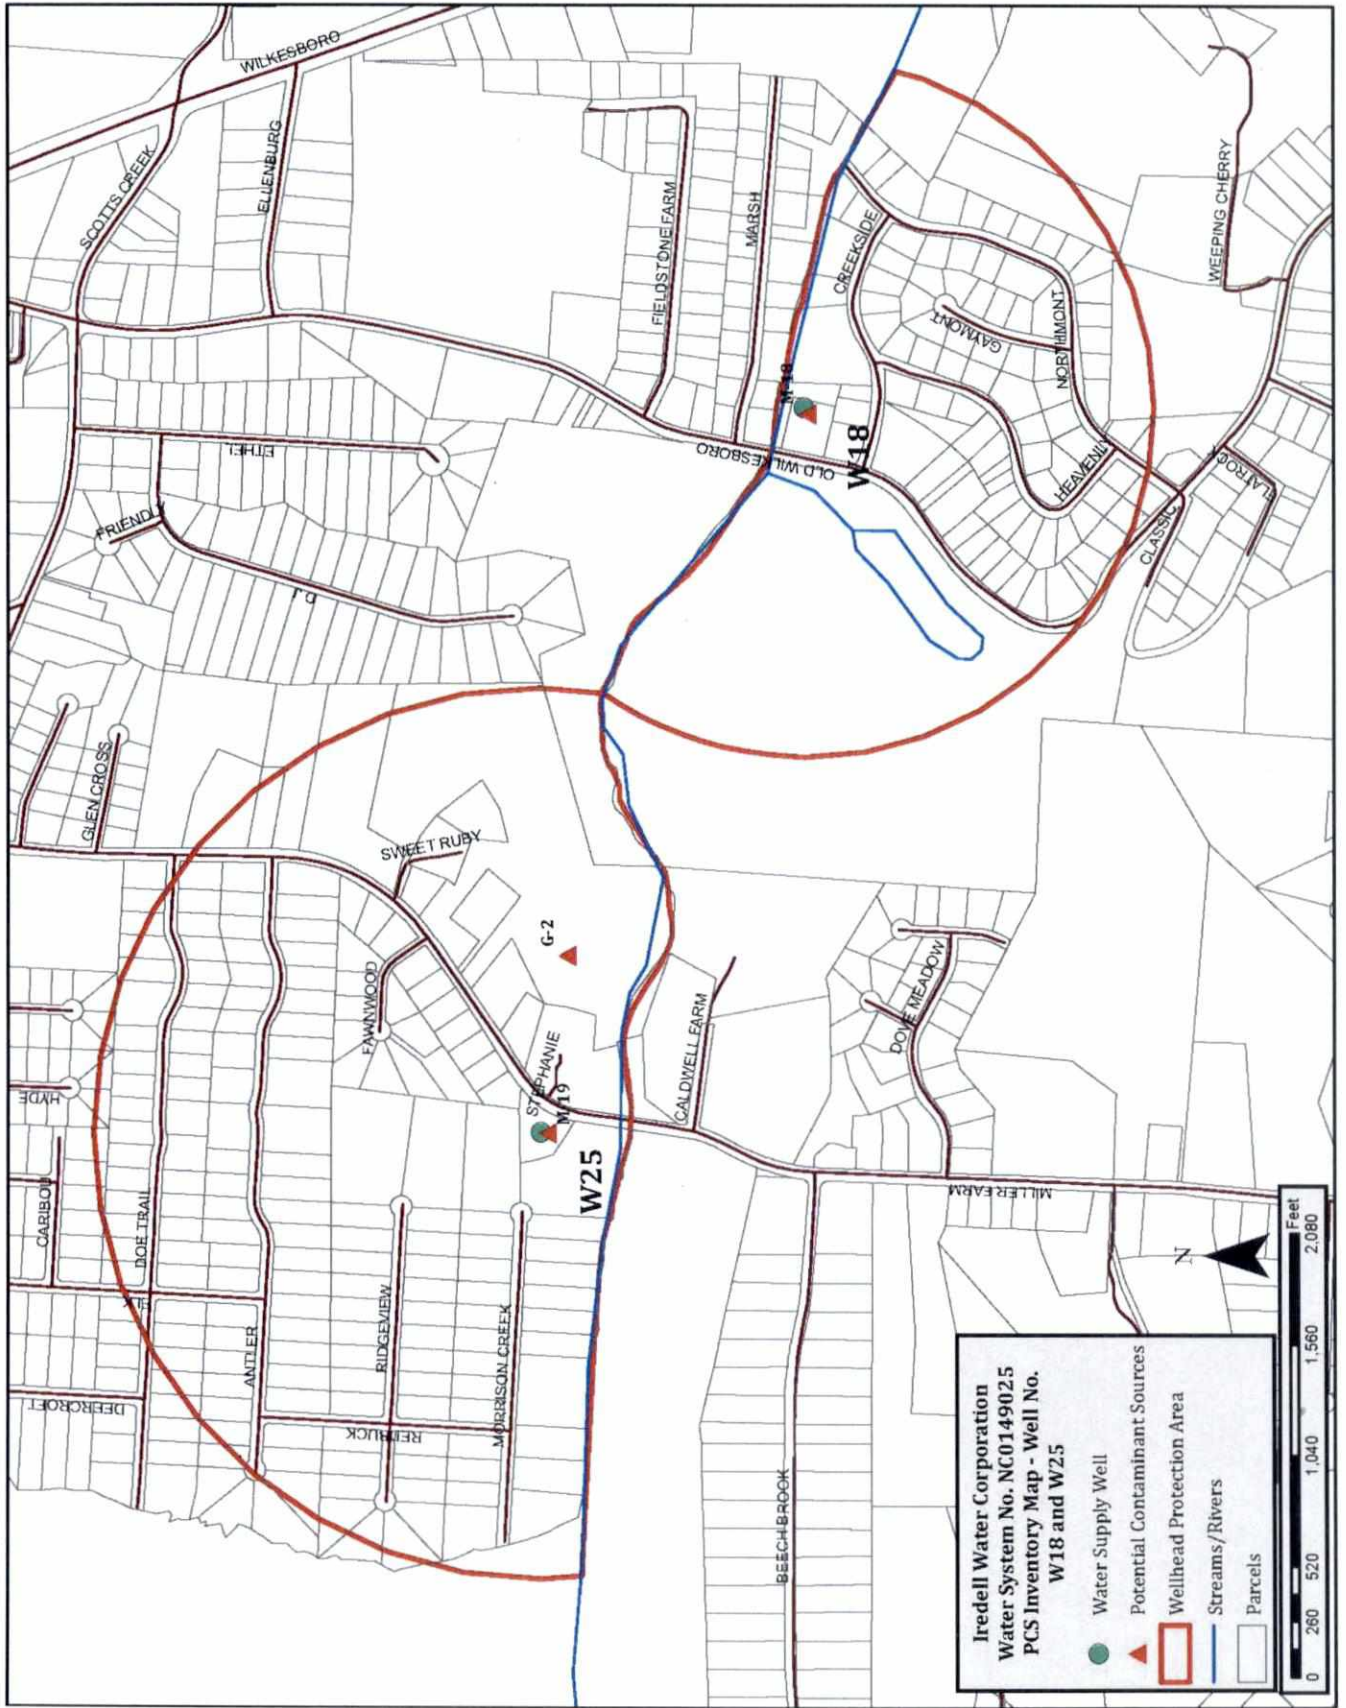 WILKESBORO
SCOTTS CREEK
ELLENBURG
ETHEL
FRIENDLY
D J
GLEN CROSS
FIELDSTONE FARM
MARSH
CREEKSIDE
GAYMONT
NORTHMONT
WEEPING CHERRY
M-18
W18
OLD WILKESBORO
HEAVENLY
CLASSIC
FLATROCK
SWEET RUBY
FAWNWOOD
G-2
STEPHANIE
M-19
W25
HYDE
CARIBOU
DOE TRAIL
ELK
ANTLER
DEERCROFT
RIDGEVIEW
REDBUCK
MORRISON CREEK
CALDWELL FARM
DOVE MEADOW
MILLER FARM
BEECH BROOK
N
Iredell Water Corporation
Water System No. NC0149025
PCS Inventory Map - Well No.
W18 and W25
Water Supply Well
Potential Contaminant Sources
Wellhead Protection Area
Streams/Rivers
Parcels
0 260 520 1,040 1,560 2,080
Feet